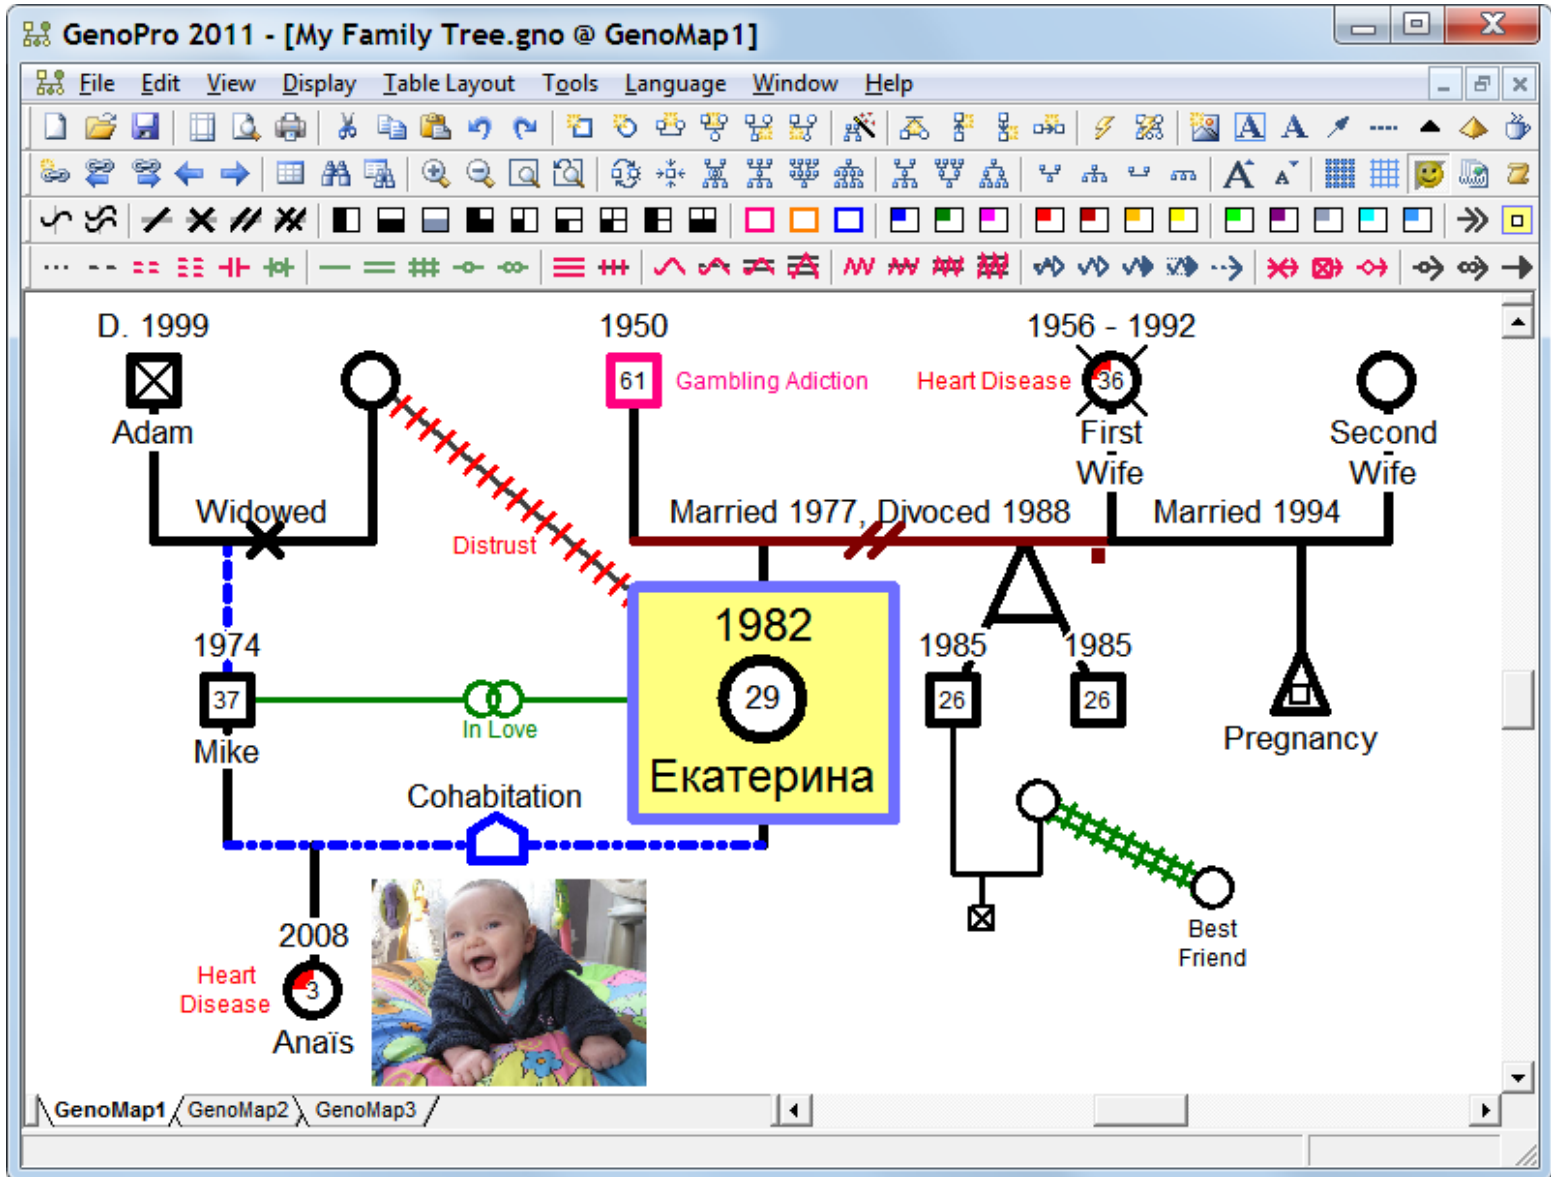 GenoPro 2011 - [My Family Tree.gno @ GenoMap1]
File Edit View Display Table Layout Tools Language Window Help
A A
A A
D. 1999
1950
1956 - 1992
61
Gambling Adiction
Heart Disease
36
Adam
First
Wife
Second
Wife
Widowed
Married 1977, Divoced 1988
Married 1994
Distrust
1982
1974
1985
1985
37
29
26
26
In Love
Mike
Pregnancy
Екатерина
Cohabitation
2008
Best
Friend
Heart
Disease
3
Anaïs
GenoMap1 GenoMap2 GenoMap3